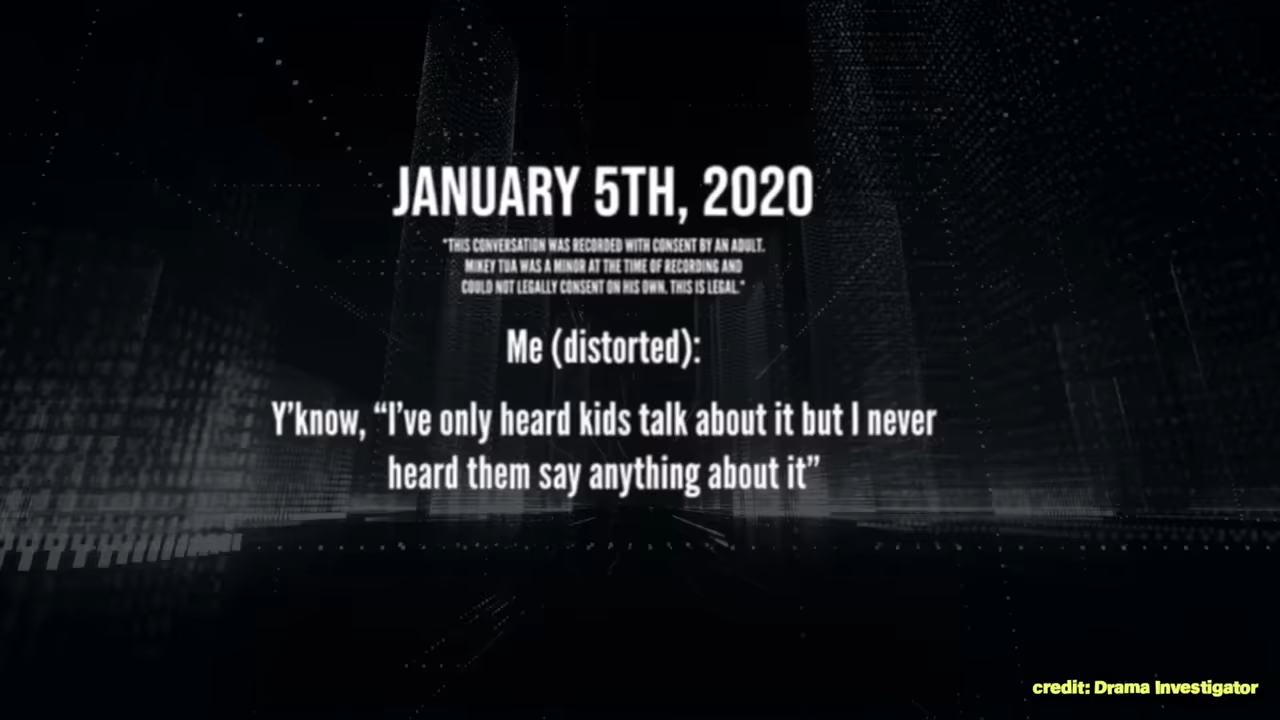 JANUARY 5TH, 2020
"THIS CONVERSATION WAS RECORDED WITH CONSENT BY AN ADULT.
MIKEY TUA WAS A MINOR AT THE TIME OF RECORDING AND
COULD NOT LEGALLY CONSENT ON HIS OWN. THIS IS LEGAL."
Me (distorted):
Y’know, “I’ve only heard kids talk about it but I never
heard them say anything about it”
credit: Drama Investigator